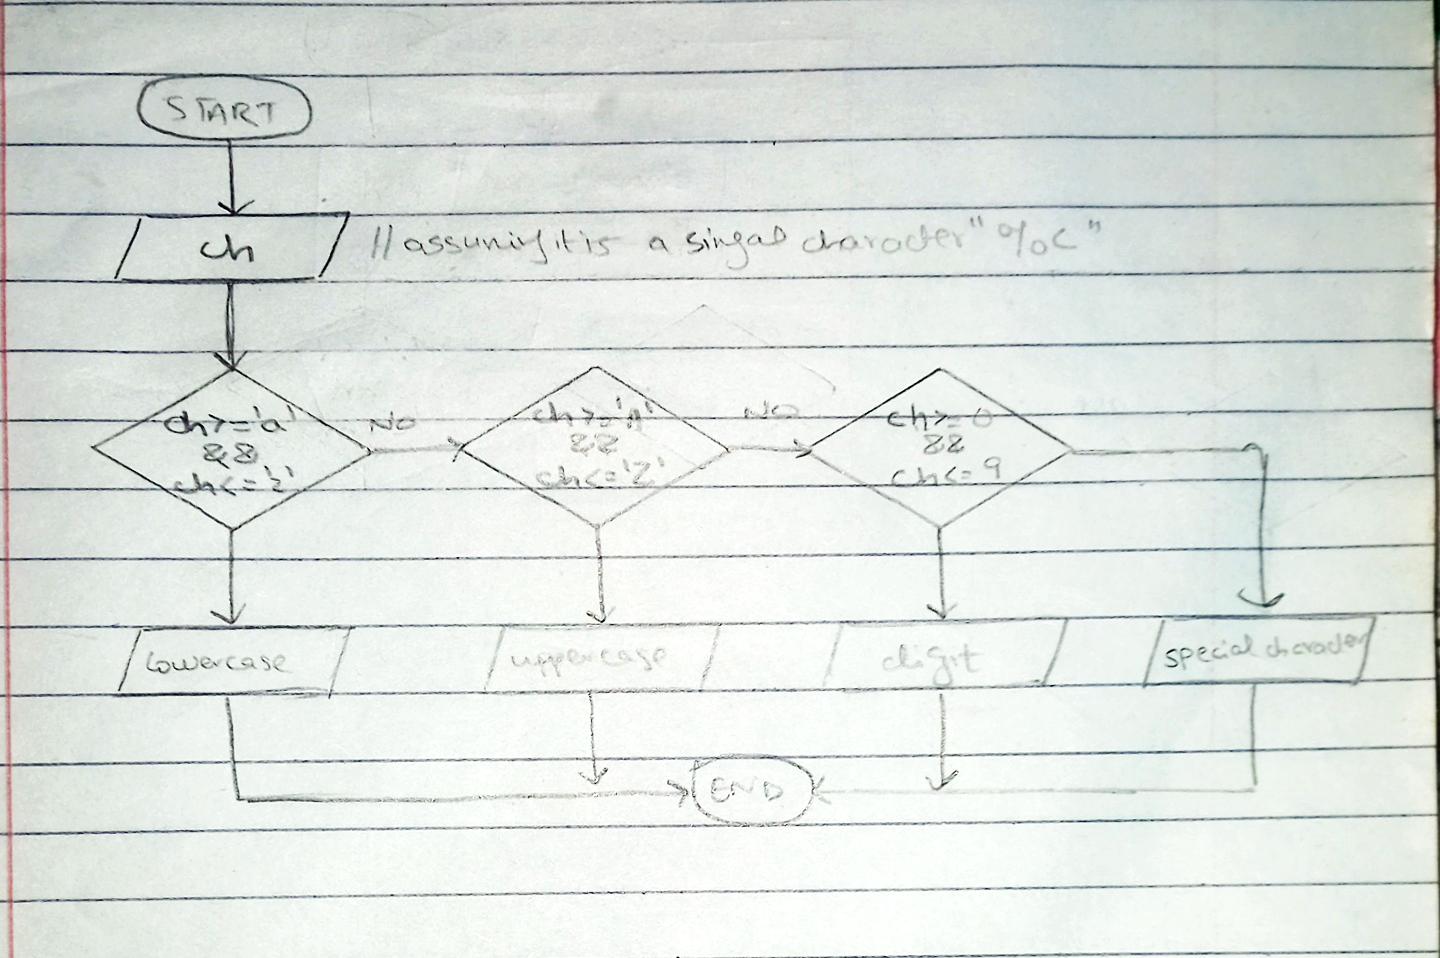 START
ch
//assuming it is a singal character "%c"
ch>='a'
&&
ch<='z'
NO
ch>='A'
&&
ch<='Z'
NO
ch>=0
&&
ch<=9
lowercase
uppercase
digit
special character
END